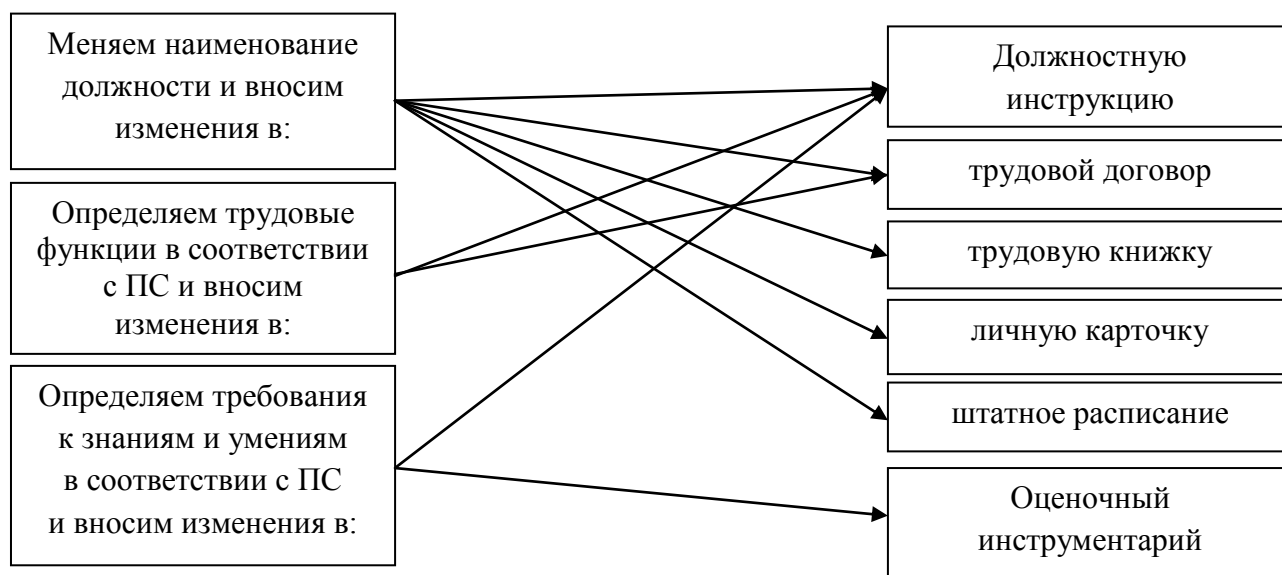 Меняем наименование
должности и вносим
изменения в:
Определяем трудовые
функции в соответствии
с ПС и вносим
изменения в:
Определяем требования
к знаниям и умениям
в соответствии с ПС
и вносим изменения в:
Должностную
инструкцию
трудовой договор
трудовую книжку
личную карточку
штатное расписание
Оценочный
инструментарий